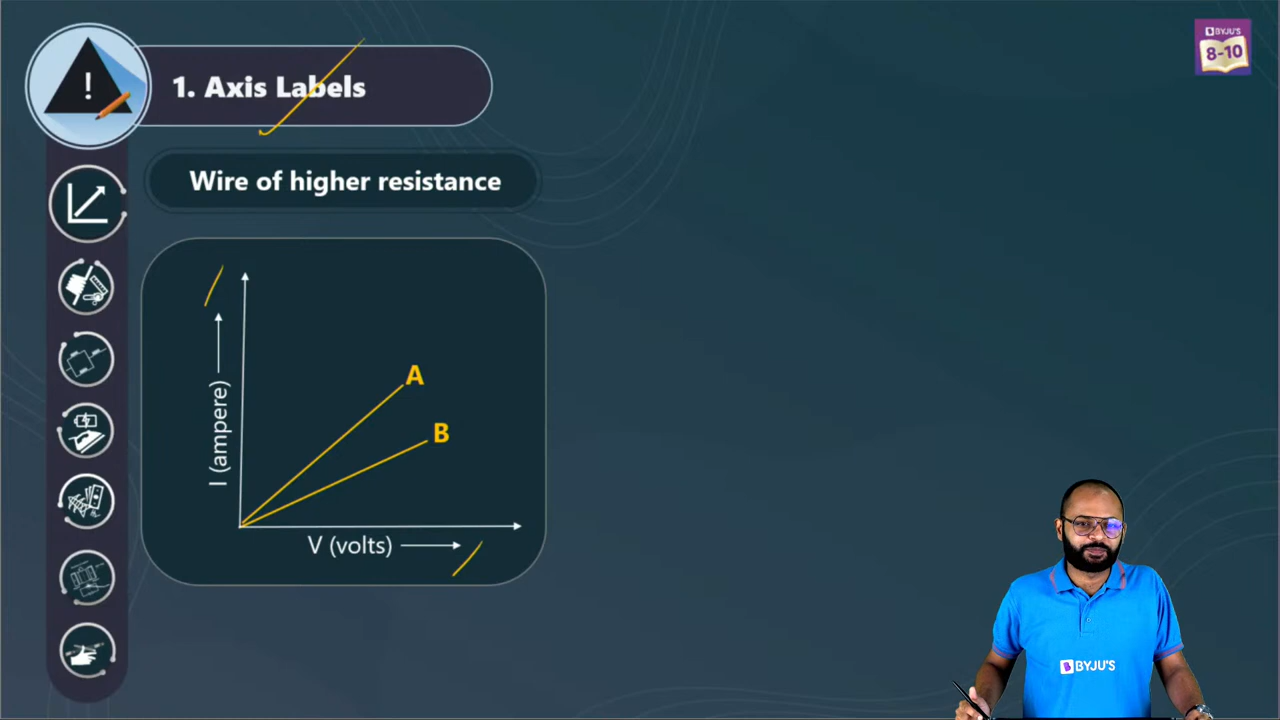 BYJU'S
8-10
!
1. Axis Labels
Wire of higher resistance
I (ampere)
A
B
V (volts)
BYJU'S